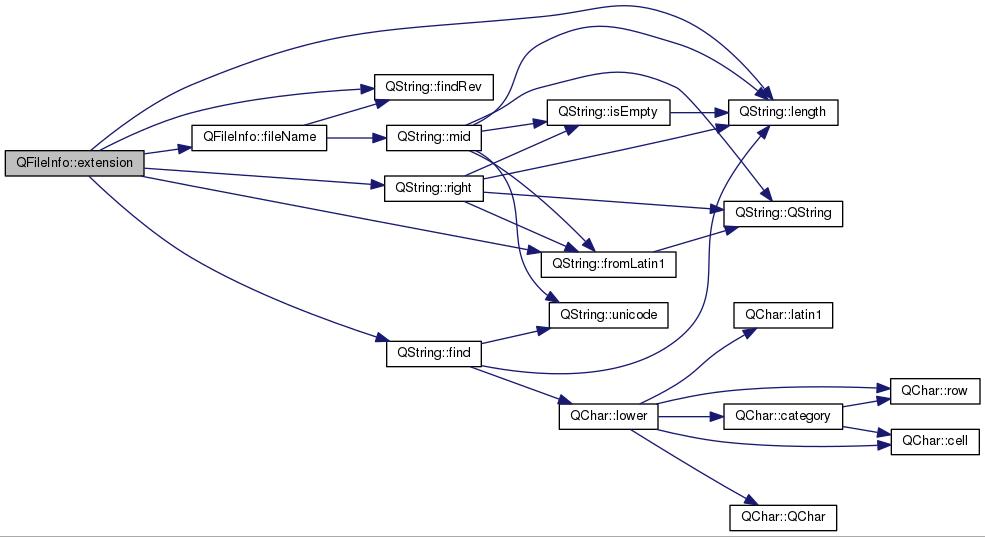 QString::findRev
QString::isEmpty
QString::length
QFileInfo::fileName
QString::mid
QFileInfo::extension
QString::right
QString::QString
QString::fromLatin1
QString::unicode
QChar::latin1
QString::find
QChar::row
QChar::lower
QChar::category
QChar::cell
QChar::QChar